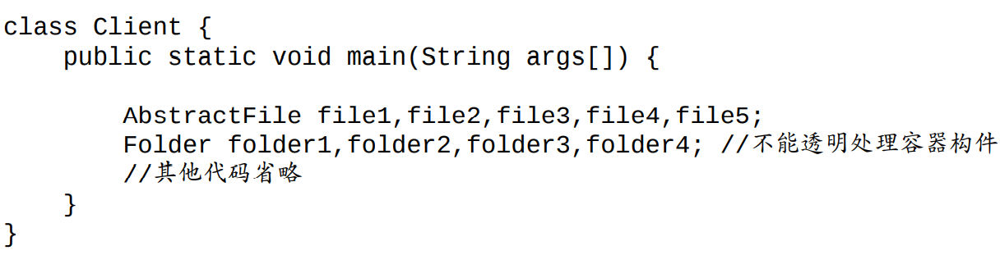 class Client {
    public static void main(String args[]) {
        AbstractFile file1,file2,file3,file4,file5;
        Folder folder1,folder2,folder3,folder4; //不能透明处理容器构件
        //其他代码省略
    }
}